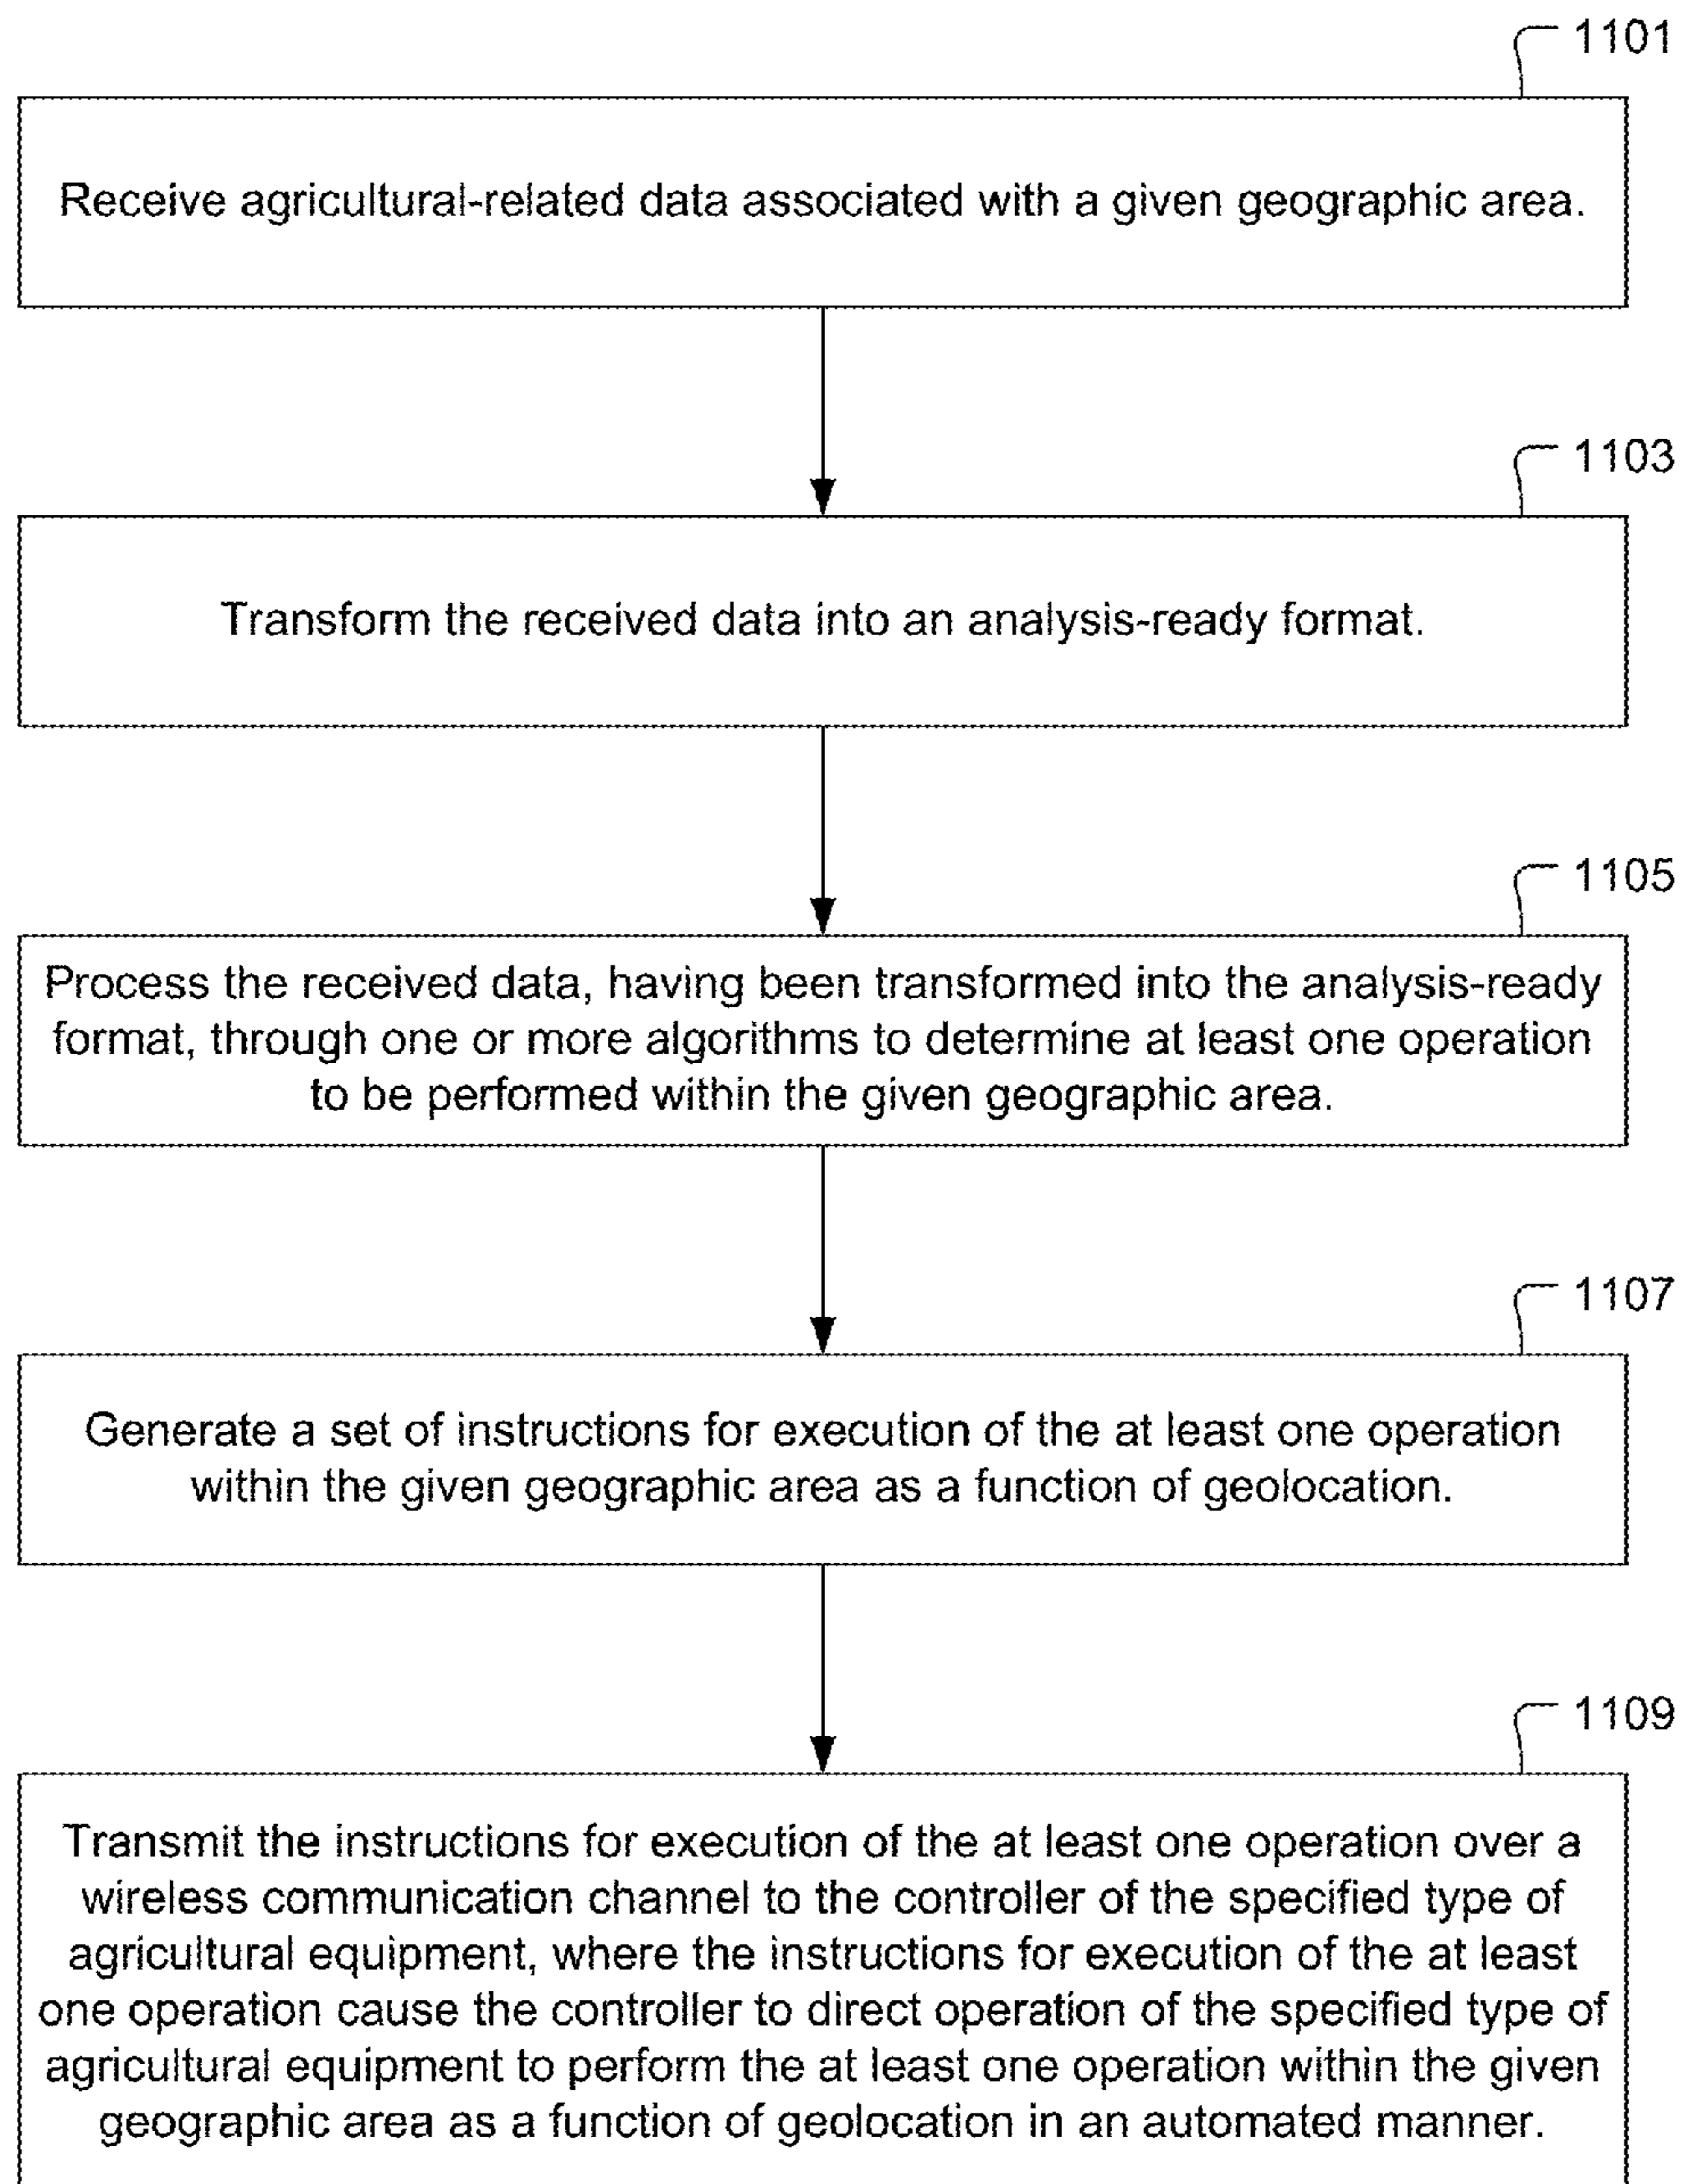 1101
Receive agricultural-related data associated with a given geographic area.
1103
Transform the received data into an analysis-ready format.
1105
Process the received data, having been transformed into the analysis-ready
format, through one or more algorithms to determine at least one operation
to be performed within the given geographic area.
1107
Generate a set of instructions for execution of the at least one operation
within the given geographic area as a function of geolocation.
1109
Transmit the instructions for execution of the at least one operation over a
wireless communication channel to the controller of the specified type of
agricultural equipment, where the instructions for execution of the at least
one operation cause the controller to direct operation of the specified type of
agricultural equipment to perform the at least one operation within the given
geographic area as a function of geolocation in an automated manner.